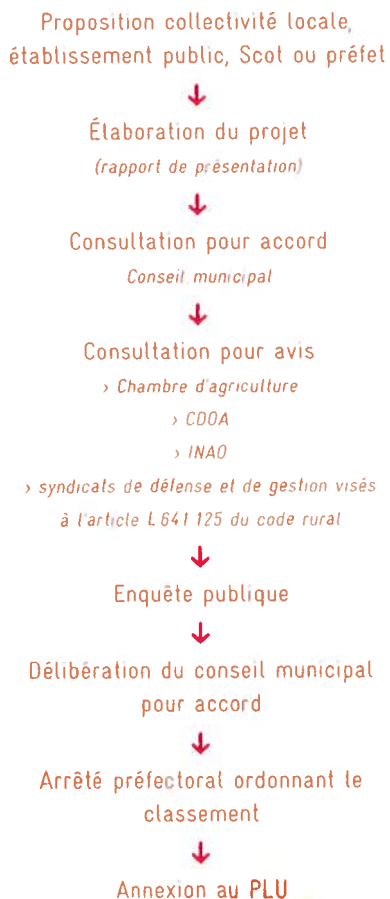 Proposition collectivité locale,
établissement public, Scot ou préfet
↓
Élaboration du projet
(rapport de présentation)
↓
Consultation pour accord
Conseil municipal
↓
Consultation pour avis
› Chambre d'agriculture
› CDOA
› INAO
› syndicats de défense et de gestion visés
à l'article L 641 125 du code rural
↓
Enquête publique
↓
Délibération du conseil municipal
pour accord
↓
Arrêté préfectoral ordonnant le
classement
↓
Annexion au PLU